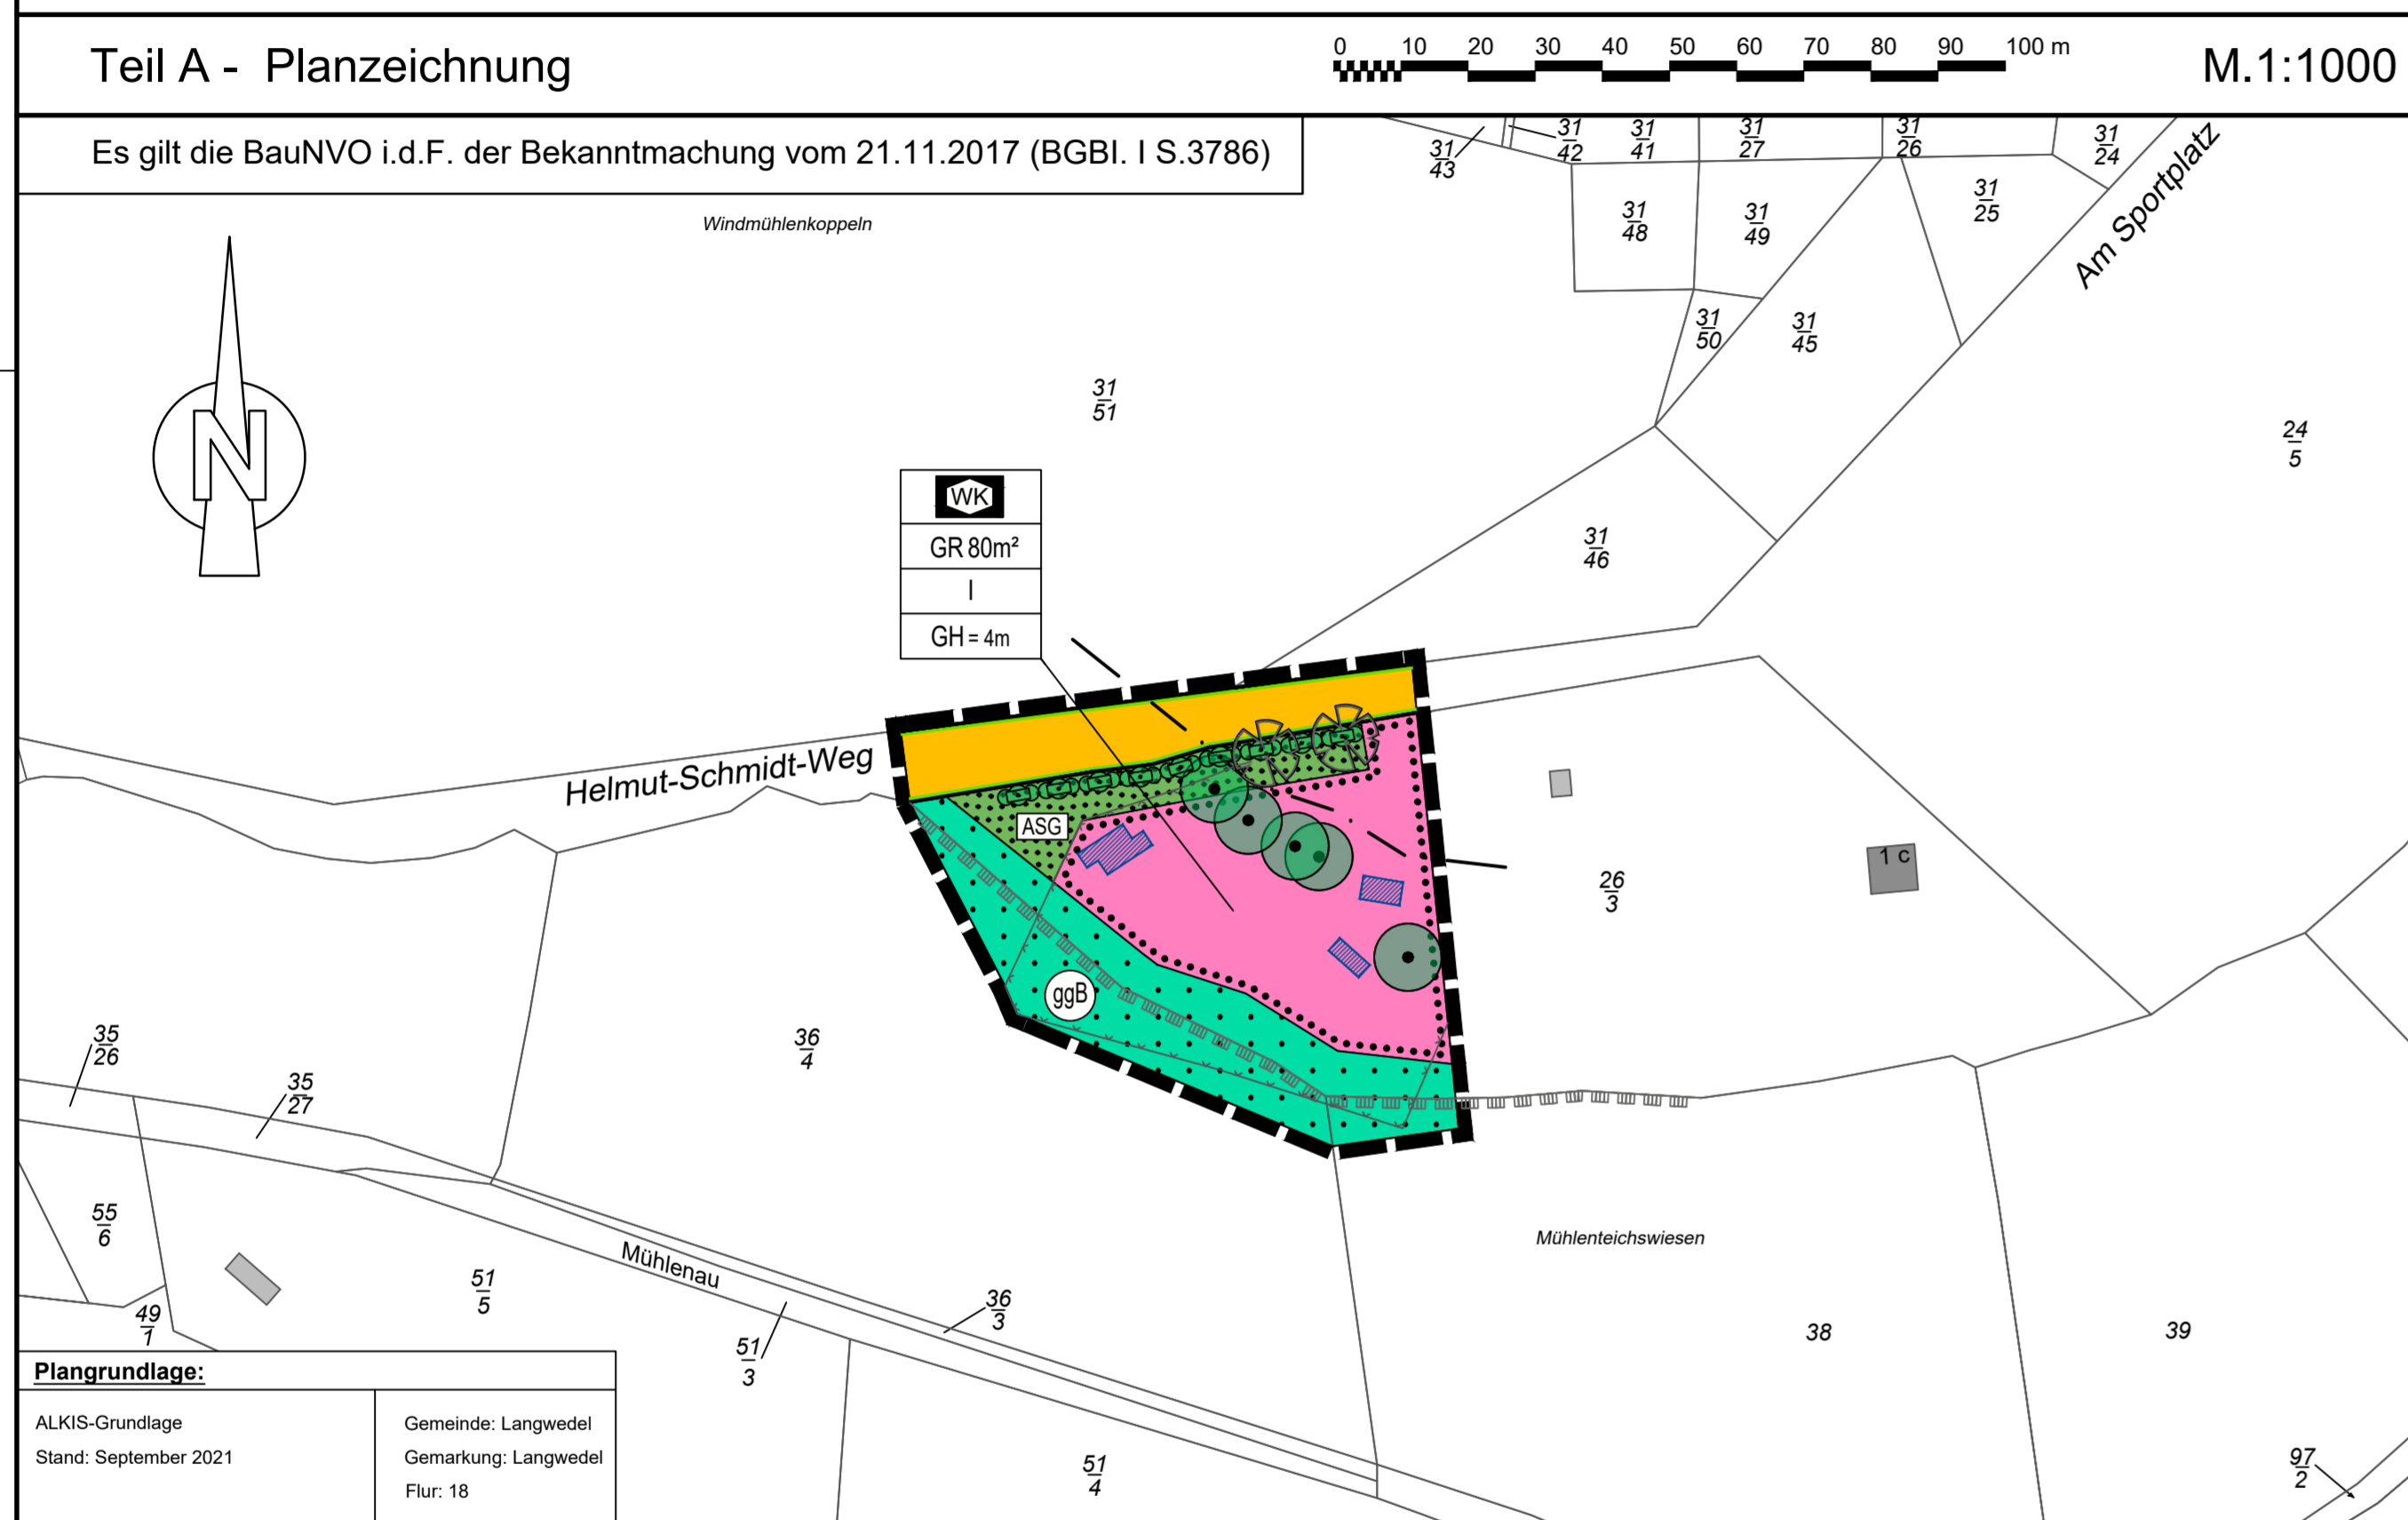 Teil A - Planzeichnung
0 10 20 30 40 50 60 70 80 90 100 m
M.1:1000
Es gilt die BauNVO i.d.F. der Bekanntmachung vom 21.11.2017 (BGBl. I S.3786)
31
43
31
42
31
41
31
27
31
26
31
24
31
25
31
48
31
49
31
50
31
45
Am Sportplatz
Windmühlenkoppeln
N
31
51
24
5
WK
GR 80m²
I
GH = 4m
31
46
Helmut-Schmidt-Weg
ASG
ggB
26
3
1 c
36
4
35
26
35
27
55
6
49
1
51
5
Mühlenau
51
3
36
3
51
4
Mühlenteichswiesen
38
39
97
2
Plangrundlage:
ALKIS-Grundlage
Stand: September 2021
Gemeinde: Langwedel
Gemarkung: Langwedel
Flur: 18